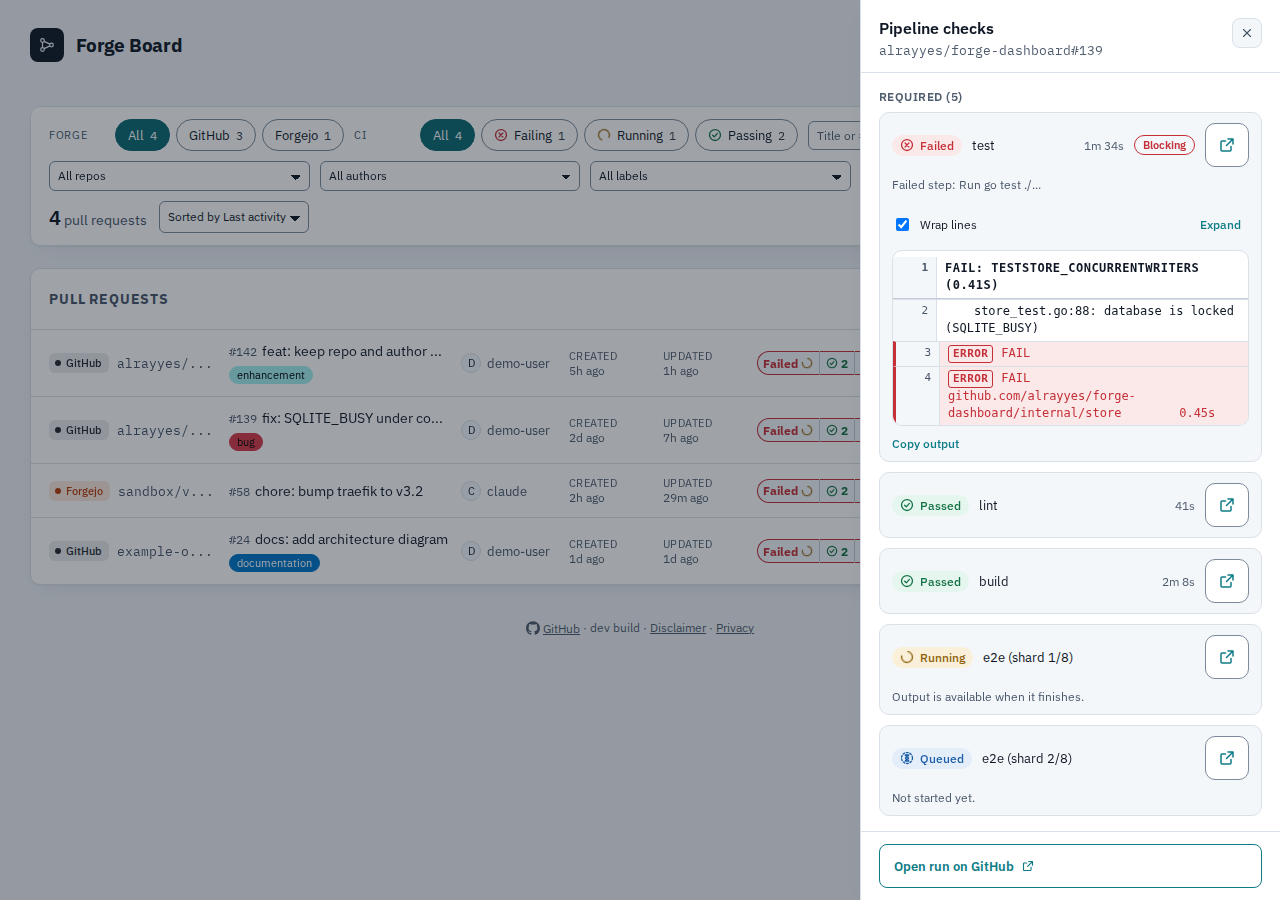 Forge Board
FORGE All 4 GitHub 3 Forgejo 1 CI All 4 Failing 1 Running 1 Passing 2
All repos All authors All labels
4 pull requests Sorted by Last activity
PULL REQUESTS
GitHub alrayyes/... #142 feat: keep repo and author ... D demo-user CREATED UPDATED Failed 2
enhancement 5h ago 1h ago
GitHub alrayyes/... #139 fix: SQLITE_BUSY under co... D demo-user CREATED UPDATED Failed 2
bug 2d ago 7h ago
Forgejo sandbox/v... #58 chore: bump traefik to v3.2 C claude CREATED UPDATED Failed 2
2h ago 29m ago
GitHub example-o... #24 docs: add architecture diagram D demo-user CREATED UPDATED Failed 2
documentation 1d ago 1d ago
GitHub · dev build · Disclaimer · Privacy
Pipeline checks
alrayyes/forge-dashboard#139
REQUIRED (5)
Failed test 1m 34s Blocking
Failed step: Run go test ./...
Wrap lines Expand
1 FAIL: TESTSTORE_CONCURRENTWRITERS
(0.41S)
2 store_test.go:88: database is locked
(SQLITE_BUSY)
3 ERROR FAIL
4 ERROR FAIL
github.com/alrayyes/forge-
dashboard/internal/store 0.45s
Copy output
Passed lint 41s
Passed build 2m 8s
Running e2e (shard 1/8)
Output is available when it finishes.
Queued e2e (shard 2/8)
Not started yet.
Open run on GitHub